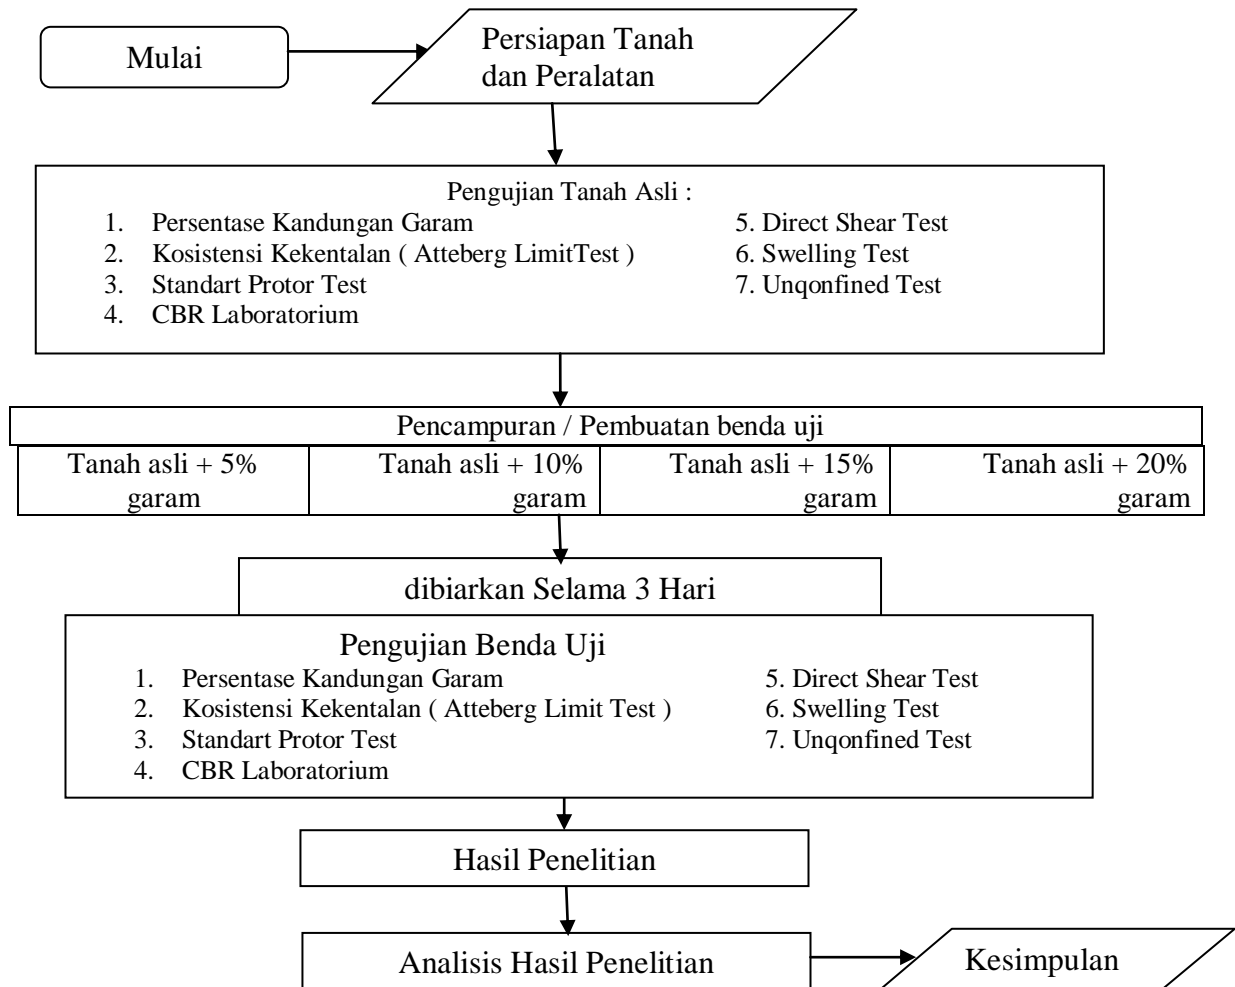 Mulai
Persiapan Tanah
dan Peralatan
Pengujian Tanah Asli :
1. Persentase Kandungan Garam
2. Kosistensi Kekentalan ( Atteberg LimitTest )
3. Standart Protor Test
4. CBR Laboratorium
5. Direct Shear Test
6. Swelling Test
7. Unqonfined Test
Pencampuran / Pembuatan benda uji
Tanah asli + 5%
garam
Tanah asli + 10%
garam
Tanah asli + 15%
garam
Tanah asli + 20%
garam
dibiarkan Selama 3 Hari
Pengujian Benda Uji
1. Persentase Kandungan Garam
2. Kosistensi Kekentalan ( Atteberg Limit Test )
3. Standart Protor Test
4. CBR Laboratorium
5. Direct Shear Test
6. Swelling Test
7. Unqonfined Test
Hasil Penelitian
Analisis Hasil Penelitian
Kesimpulan